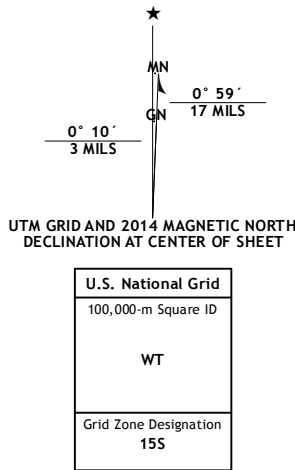 ★
MN
0° 59´
17 MILS
GN
0° 10´
3 MILS
UTM GRID AND 2014 MAGNETIC NORTH
DECLINATION AT CENTER OF SHEET
U.S. National Grid
100,000-m Square ID
WT
Grid Zone Designation
15S